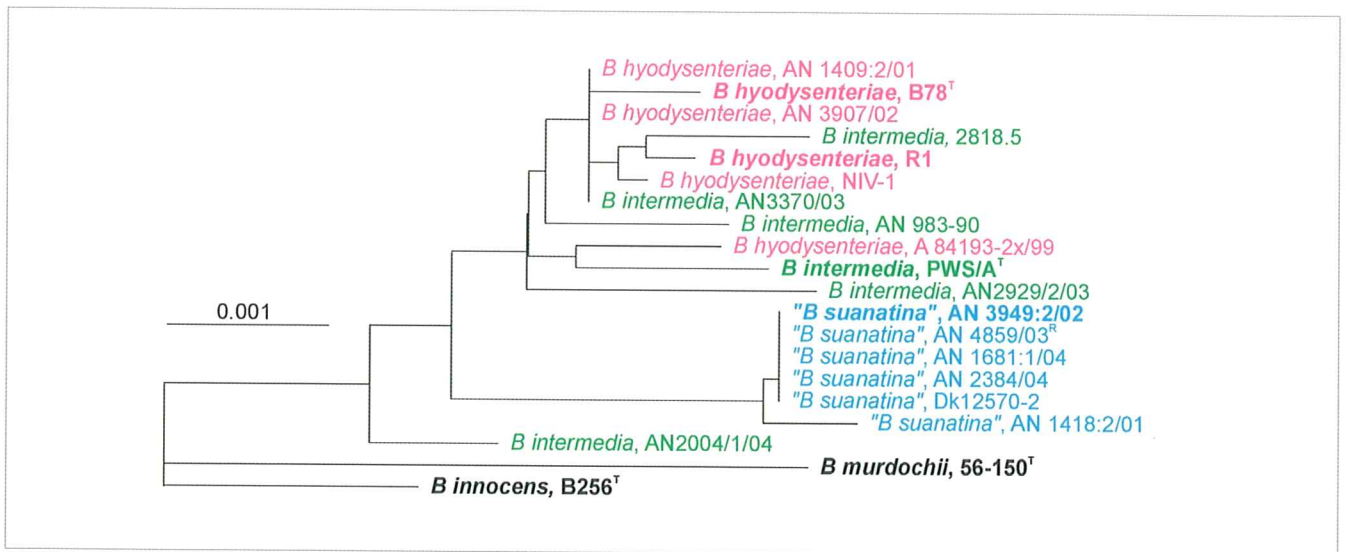 B hyodysenteriae, AN 1409:2/01
B hyodysenteriae, B78ᵀ
B hyodysenteriae, AN 3907/02
B intermedia, 2818.5
B hyodysenteriae, R1
B hyodysenteriae, NIV-1
B intermedia, AN3370/03
B intermedia, AN 983-90
B hyodysenteriae, A 84193-2x/99
B intermedia, PWS/Aᵀ
B intermedia, AN2929/2/03
0.001
"B suanatina", AN 3949:2/02
"B suanatina", AN 4859/03ᴿ
"B suanatina", AN 1681:1/04
"B suanatina", AN 2384/04
"B suanatina", Dk12570-2
"B suanatina", AN 1418:2/01
B intermedia, AN2004/1/04
B murdochii, 56-150ᵀ
B innocens, B256ᵀ